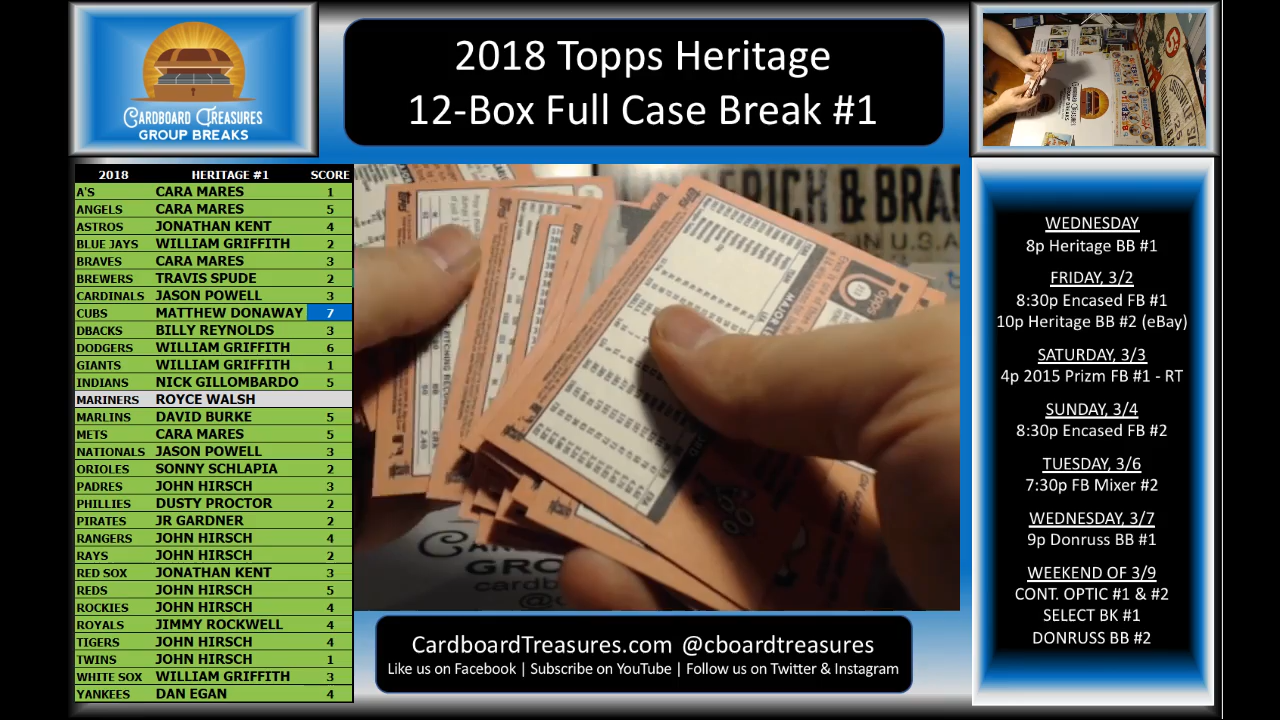 CARDBOARD TREASURES
GROUP BREAKS
2018 Topps Heritage
12-Box Full Case Break #1
2018 HERITAGE #1 SCORE
A'S CARA MARES 1
ANGELS CARA MARES 5
ASTROS JONATHAN KENT 4
BLUE JAYS WILLIAM GRIFFITH 2
BRAVES CARA MARES 3
BREWERS TRAVIS SPUDE 2
CARDINALS JASON POWELL 3
CUBS MATTHEW DONAWAY 7
DBACKS BILLY REYNOLDS 3
DODGERS WILLIAM GRIFFITH 6
GIANTS WILLIAM GRIFFITH 1
INDIANS NICK GILLOMBARDO 5
MARINERS ROYCE WALSH
MARLINS DAVID BURKE 5
METS CARA MARES 5
NATIONALS JASON POWELL 3
ORIOLES SONNY SCHLAPIA 2
PADRES JOHN HIRSCH 3
PHILLIES DUSTY PROCTOR 2
PIRATES JR GARDNER 2
RANGERS JOHN HIRSCH 4
RAYS JOHN HIRSCH 2
RED SOX JONATHAN KENT 3
REDS JOHN HIRSCH 5
ROCKIES JOHN HIRSCH 4
ROYALS JIMMY ROCKWELL 4
TIGERS JOHN HIRSCH 4
TWINS JOHN HIRSCH 1
WHITE SOX WILLIAM GRIFFITH 3
YANKEES DAN EGAN 4
RICH & BRAD
IN U.S.A
Topps
GRO
cardb
CardboardTreasures.com @cboardtreasures
Like us on Facebook | Subscribe on YouTube | Follow us on Twitter & Instagram
WEDNESDAY
8p Heritage BB #1
FRIDAY, 3/2
8:30p Encased FB #1
10p Heritage BB #2 (eBay)
SATURDAY, 3/3
4p 2015 Prizm FB #1 - RT
SUNDAY, 3/4
8:30p Encased FB #2
TUESDAY, 3/6
7:30p FB Mixer #2
WEDNESDAY, 3/7
9p Donruss BB #1
WEEKEND OF 3/9
CONT. OPTIC #1 & #2
SELECT BK #1
DONRUSS BB #2